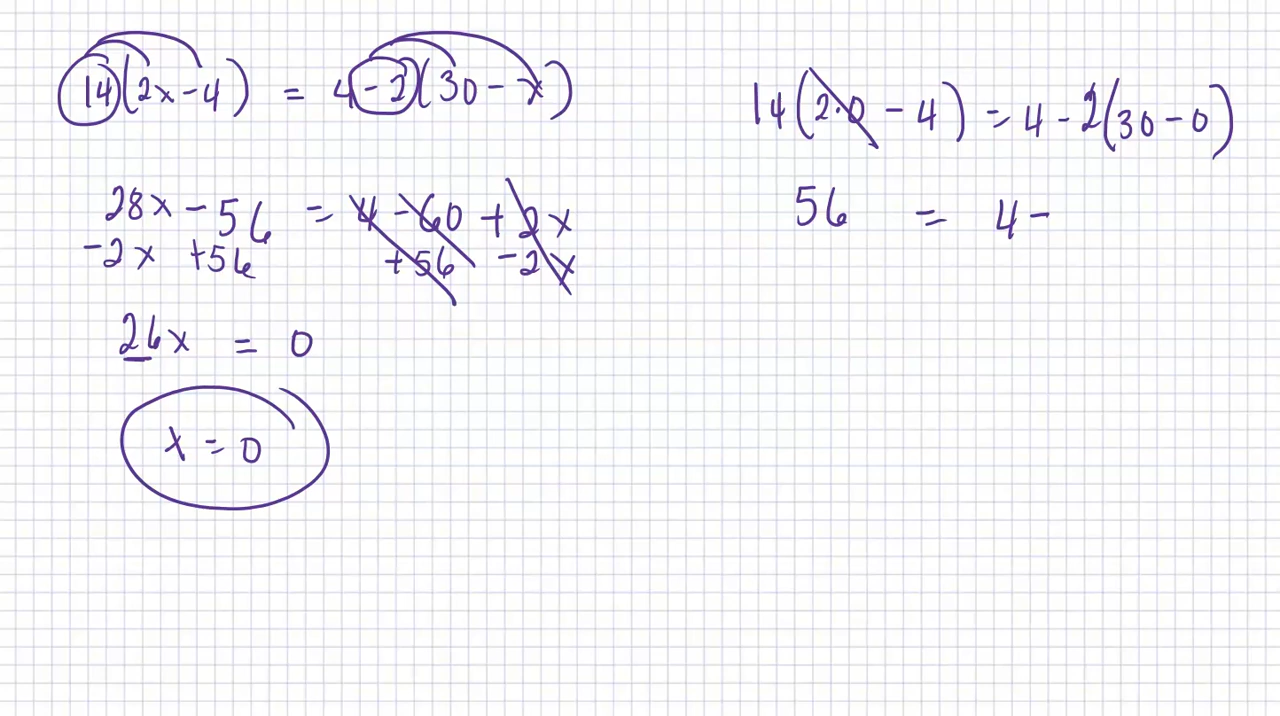 14(2x-4) = 4-2(30-x)
28x-56 = 4-60+2x
-2x +56 +56 -2x
26x = 0
x = 0
14(2·0-4) = 4-2(30-0)
56 = 4-